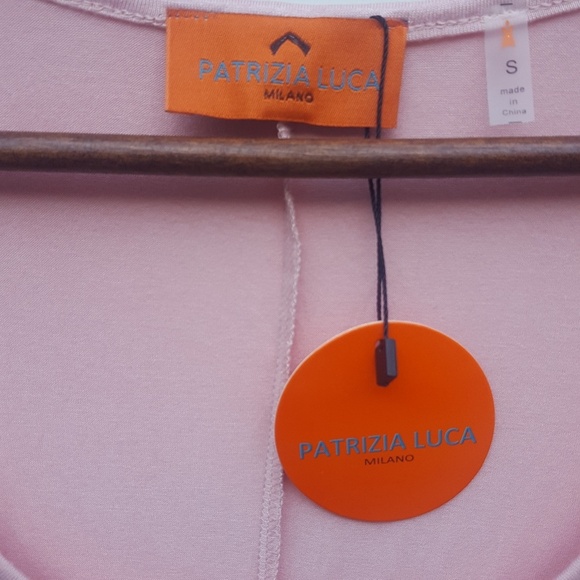 PATRIZIA LUCA
MILANO
S
made
in
China
PATRIZIA LUCA
MILANO